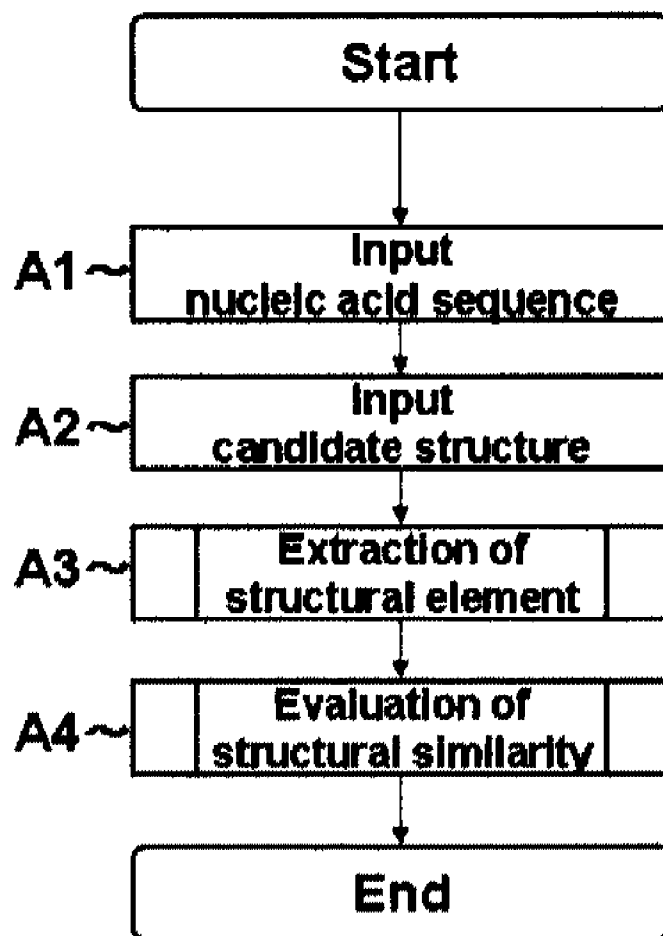 Start
A1~
Input
nucleic acid sequence
A2~
Input
candidate structure
A3~
Extraction of
structural element
A4~
Evaluation of
structural similarity
End